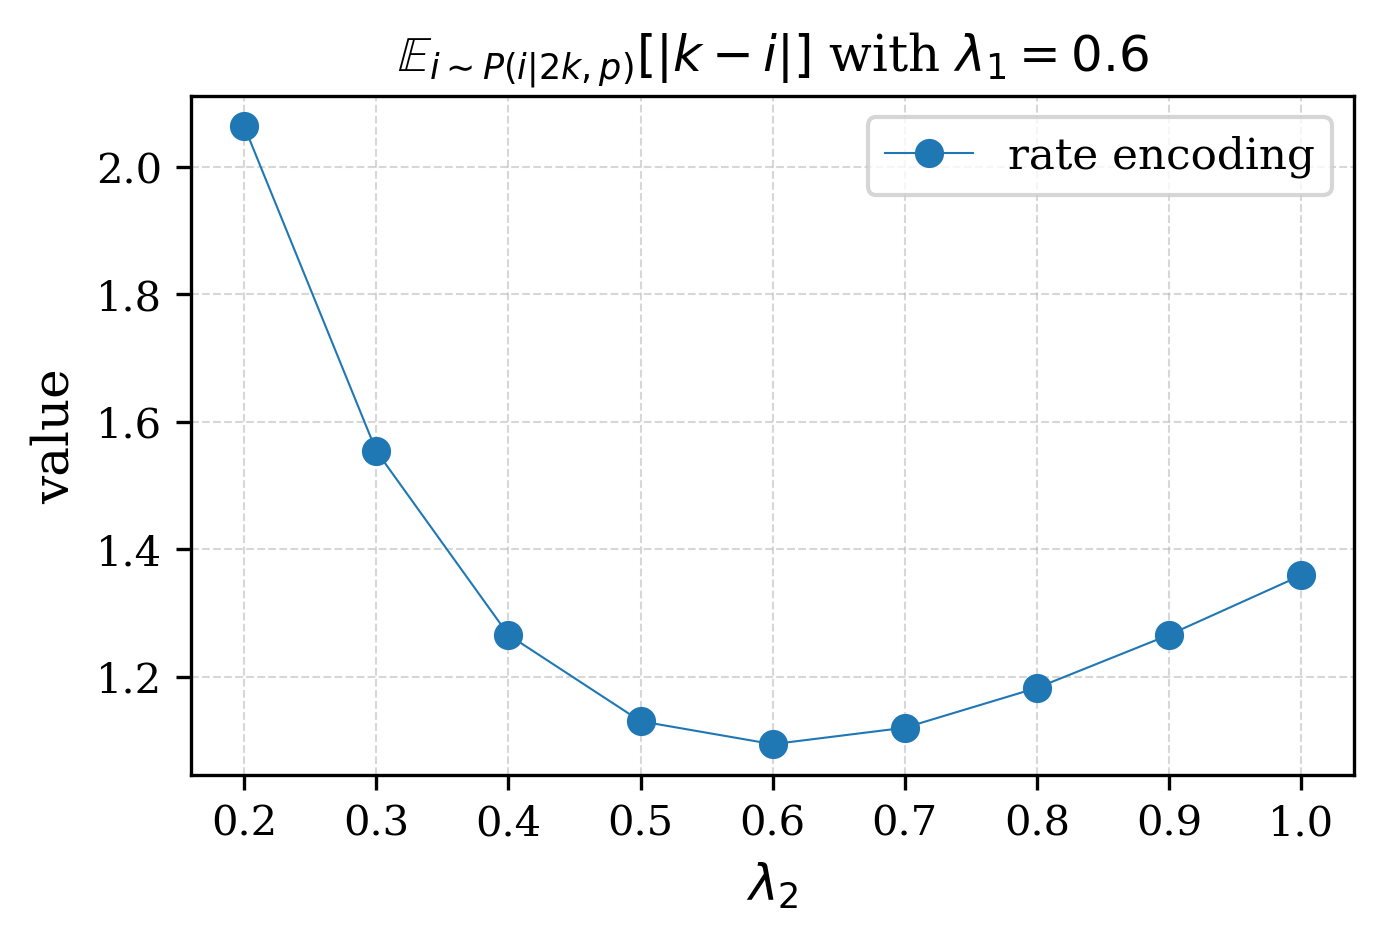 𝔼_{i∼P(i|2k, p)}[|k − i|] with λ₁ = 0.6
rate encoding
value
2.0
1.8
1.6
1.4
1.2
0.2 0.3 0.4 0.5 0.6 0.7 0.8 0.9 1.0
λ₂